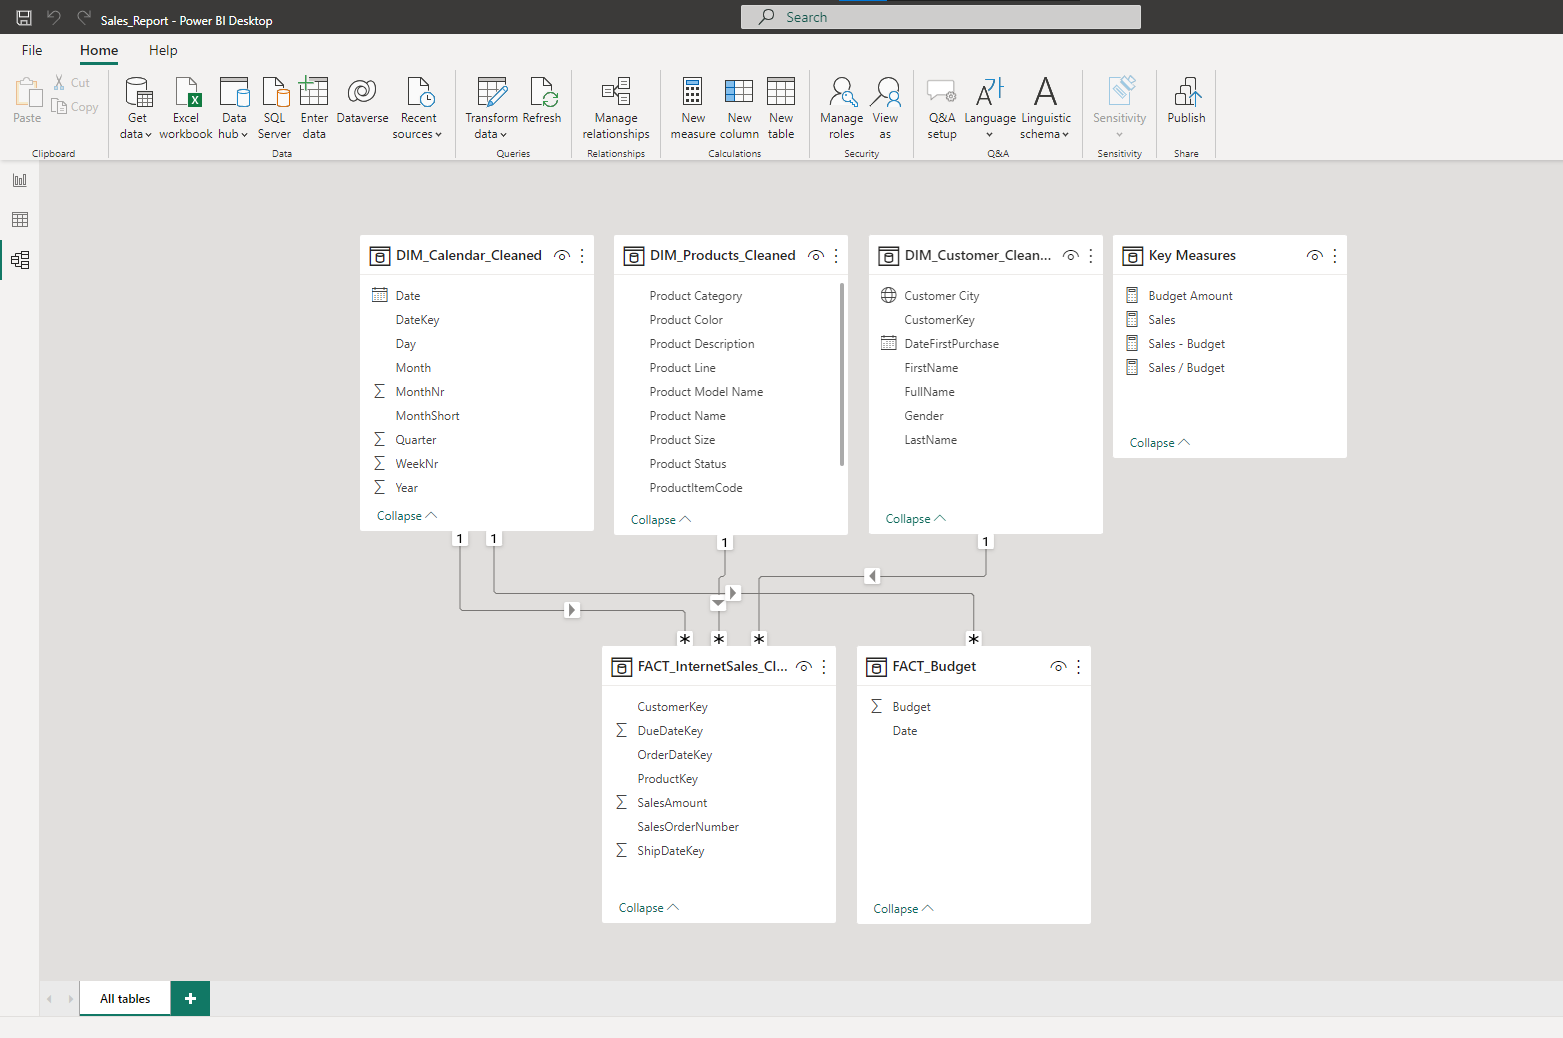 Sales_Report - Power BI Desktop
Search
File
Home
Help
Paste
Cut
Copy
Clipboard
Get data
Excel workbook
Data hub
SQL Server
Enter data
Dataverse
Recent sources
Data
Transform data
Refresh
Queries
Manage relationships
Relationships
New measure
New column
New table
Calculations
Manage roles
View as
Security
Q&A setup
Language
Linguistic schema
Q&A
Sensitivity
Sensitivity
Publish
Share
DIM_Calendar_Cleaned
Date
DateKey
Day
Month
MonthNr
MonthShort
Quarter
WeekNr
Year
Collapse
DIM_Products_Cleaned
Product Category
Product Color
Product Description
Product Line
Product Model Name
Product Name
Product Size
Product Status
ProductItemCode
Collapse
DIM_Customer_Clean...
Customer City
CustomerKey
DateFirstPurchase
FirstName
FullName
Gender
LastName
Collapse
Key Measures
Budget Amount
Sales
Sales - Budget
Sales / Budget
Collapse
1
1
1
1
*
*
*
*
FACT_InternetSales_Cl...
CustomerKey
DueDateKey
OrderDateKey
ProductKey
SalesAmount
SalesOrderNumber
ShipDateKey
Collapse
FACT_Budget
Budget
Date
Collapse
All tables
+